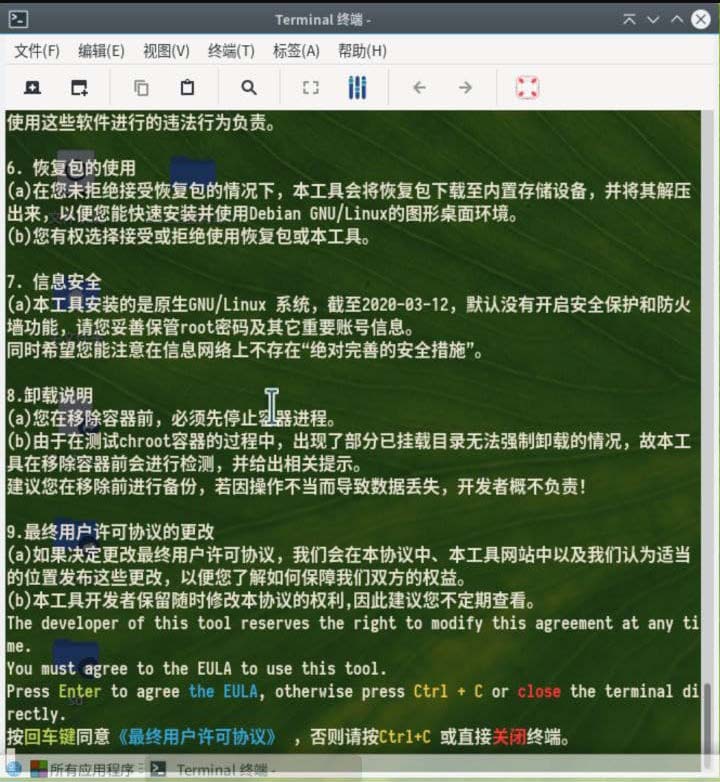 Terminal 终端 -
文件(F) 编辑(E) 视图(V) 终端(T) 标签(A) 帮助(H)
使用这些软件进行的违法行为负责。
6. 恢复包的使用
(a)在您未拒绝接受恢复包的情况下，本工具会将恢复包下载至内置存储设备，并将其解压
出来，以便您能快速安装并使用Debian GNU/Linux的图形桌面环境。
(b)您有权选择接受或拒绝使用恢复包或本工具。
7. 信息安全
(a)本工具安装的是原生GNU/Linux 系统，截至2020-03-12，默认没有开启安全保护和防火
墙功能，请您妥善保管root密码及其它重要账号信息。
同时希望您能注意在信息网络上不存在“绝对完善的安全措施”。
8.卸载说明
(a)您在移除容器前，必须先停止容器进程。
(b)由于在测试chroot容器的过程中，出现了部分已挂载目录无法强制卸载的情况，故本工
具在移除容器前会进行检测，并给出相关提示。
建议您在移除前进行备份，若因操作不当而导致数据丢失，开发者概不负责！
9.最终用户许可协议的更改
(a)如果决定更改最终用户许可协议，我们会在本协议中、本工具网站中以及我们认为适当
的位置发布这些更改，以便您了解如何保障我们双方的权益。
(b)本工具开发者保留随时修改本协议的权利,因此建议您不定期查看。
The developer of this tool reserves the right to modify this agreement at any ti
me.
You must agree to the EULA to use this tool.
Press Enter to agree the EULA, otherwise press Ctrl + C or close the terminal di
rectly.
按回车键同意《最终用户许可协议》 ，否则请按Ctrl+C 或直接关闭终端。
所有应用程序 Terminal 终端 -